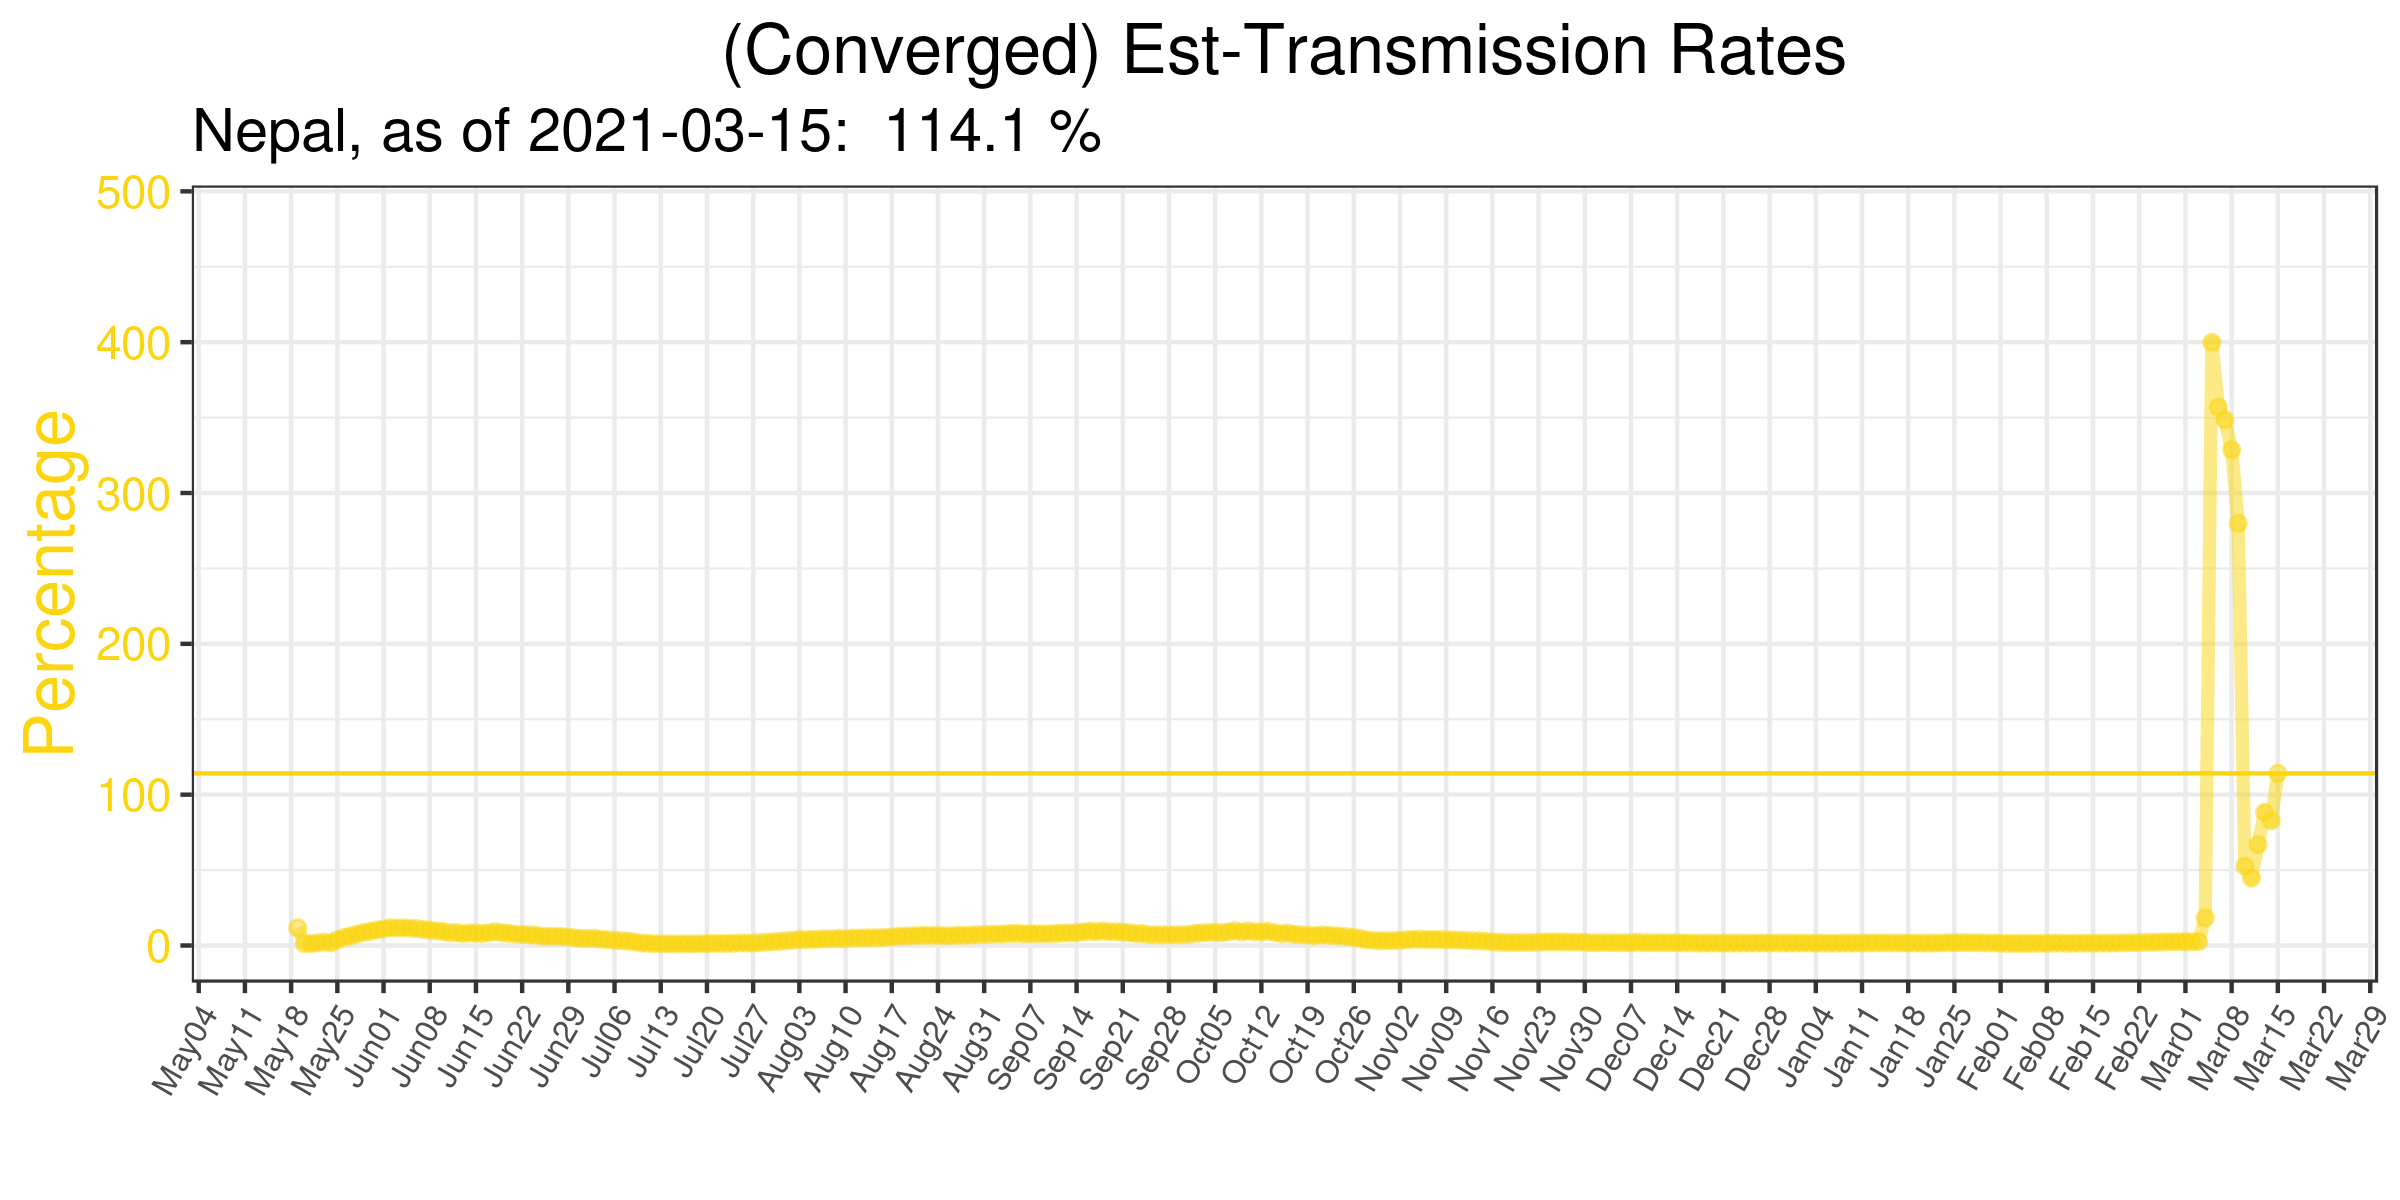 (Converged) Est-Transmission Rates
Nepal, as of 2021-03-15:  114.1 %
Percentage
500
400
300
200
100
0
May04
May11
May18
May25
Jun01
Jun08
Jun15
Jun22
Jun29
Jul06
Jul13
Jul20
Jul27
Aug03
Aug10
Aug17
Aug24
Aug31
Sep07
Sep14
Sep21
Sep28
Oct05
Oct12
Oct19
Oct26
Nov02
Nov09
Nov16
Nov23
Nov30
Dec07
Dec14
Dec21
Dec28
Jan04
Jan11
Jan18
Jan25
Feb01
Feb08
Feb15
Feb22
Mar01
Mar08
Mar15
Mar22
Mar29